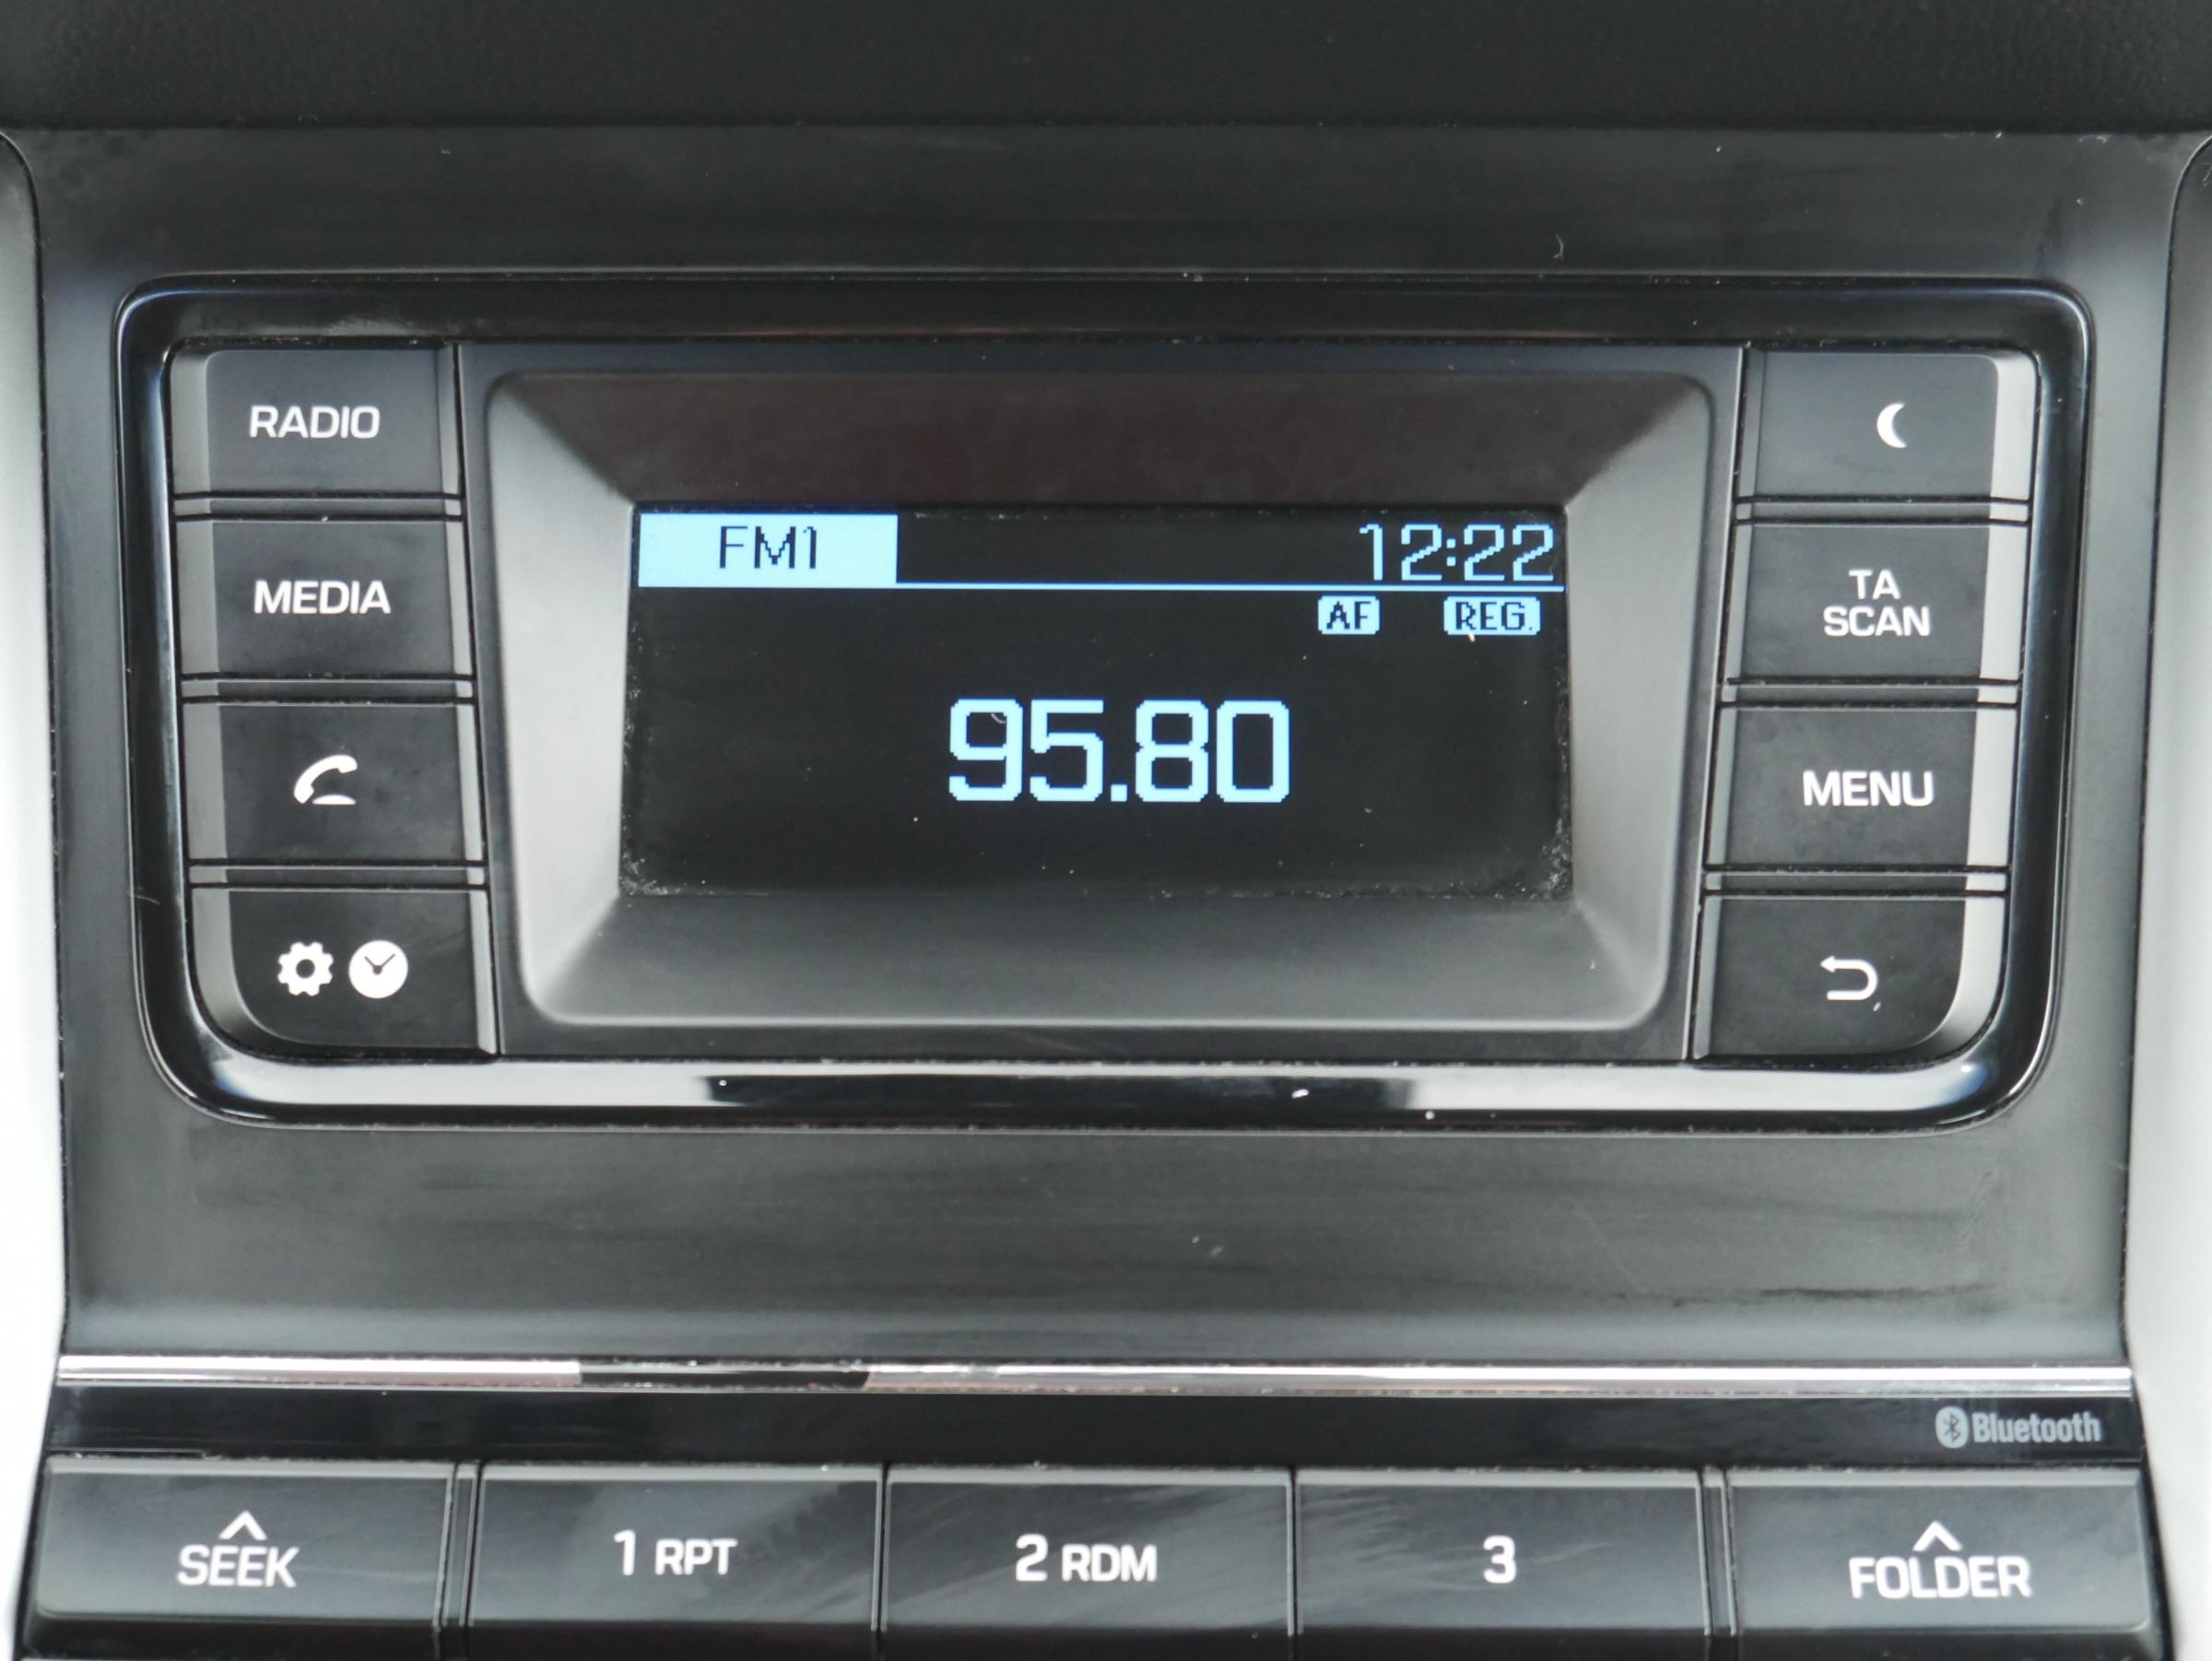 RADIO
MEDIA
FM1
12:22
AF REG.
95.80
TA
SCAN
MENU
Bluetooth
SEEK
1 RPT
2 RDM
3
FOLDER